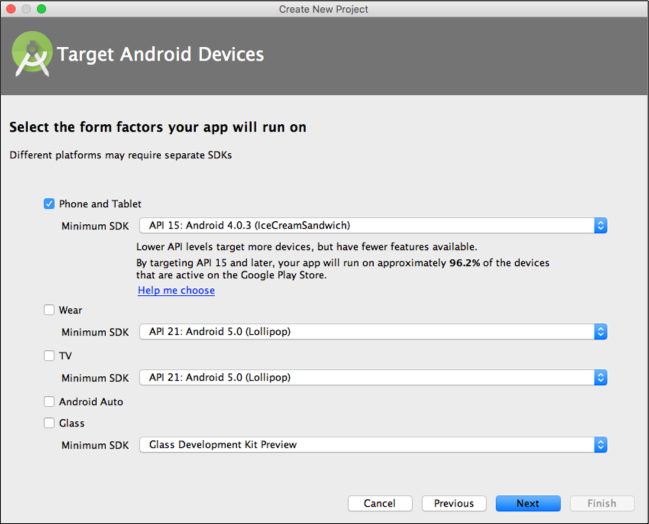 Create New Project
Target Android Devices
Select the form factors your app will run on
Different platforms may require separate SDKs
Phone and Tablet
Minimum SDK API 15: Android 4.0.3 (IceCreamSandwich)
Lower API levels target more devices, but have fewer features available.
By targeting API 15 and later, your app will run on approximately 96.2% of the devices
that are active on the Google Play Store.
Help me choose
Wear
Minimum SDK API 21: Android 5.0 (Lollipop)
TV
Minimum SDK API 21: Android 5.0 (Lollipop)
Android Auto
Glass
Minimum SDK Glass Development Kit Preview
Cancel Previous Next Finish